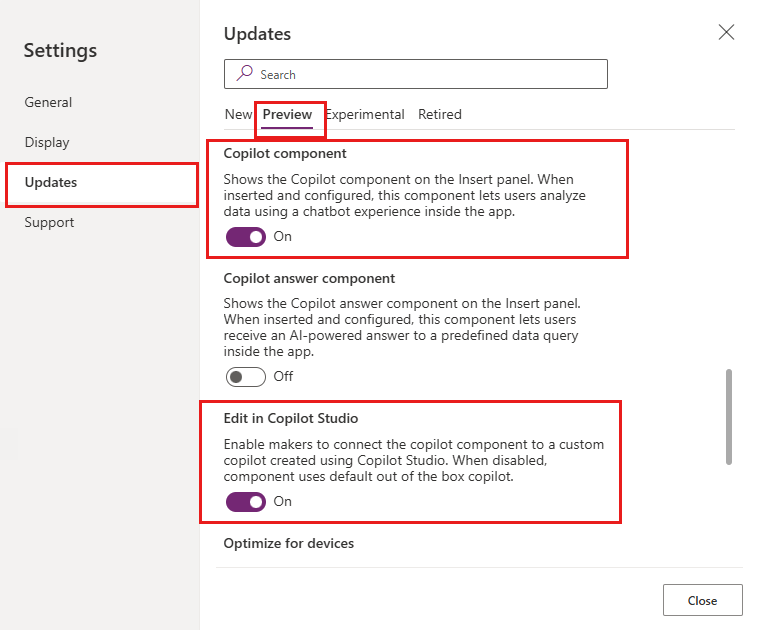 Settings
General
Display
Updates
Support
Updates
Search
New Preview Experimental Retired
Copilot component
Shows the Copilot component on the Insert panel. When
inserted and configured, this component lets users analyze
data using a chatbot experience inside the app.
On
Copilot answer component
Shows the Copilot answer component on the Insert panel.
When inserted and configured, this component lets users
receive an AI-powered answer to a predefined data query
inside the app.
Off
Edit in Copilot Studio
Enable makers to connect the copilot component to a custom
copilot created using Copilot Studio. When disabled,
component uses default out of the box copilot.
On
Optimize for devices
Close